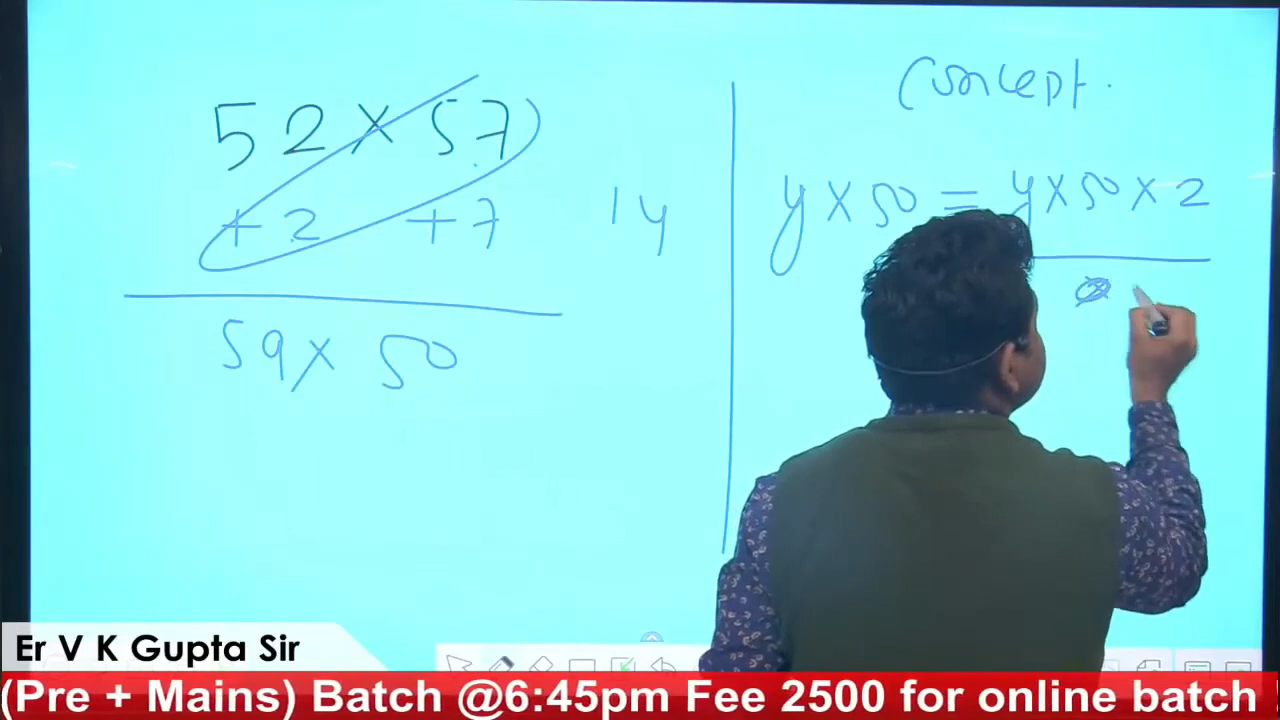 52 × 57
+2 +7 14
59 × 50
Concept.
y × 50 = y × 50 × 2
Er V K Gupta Sir
(Pre + Mains) Batch @6:45pm Fee 2500 for online batch